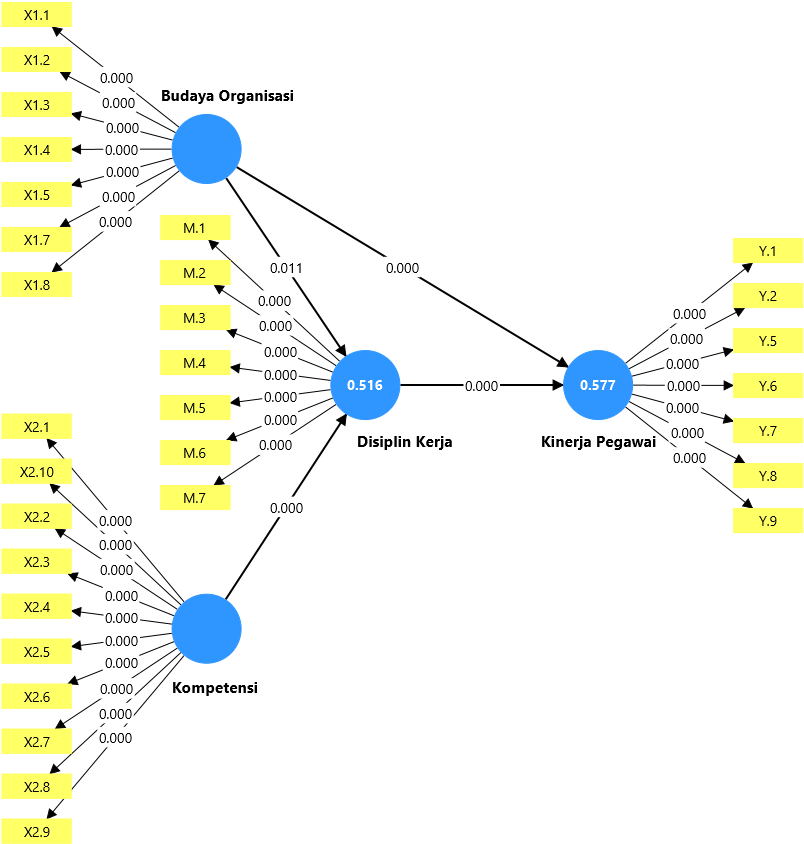 X1.1
X1.2
X1.3
X1.4
X1.5
X1.7
X1.8
0.000
0.000
0.000
0.000
0.000
0.000
0.000
Budaya Organisasi
0.011
0.000
M.1
M.2
M.3
M.4
M.5
M.6
M.7
0.000
0.000
0.000
0.000
0.000
0.000
0.000
0.516
Disiplin Kerja
0.000
0.577
Kinerja Pegawai
Y.1
Y.2
Y.5
Y.6
Y.7
Y.8
Y.9
0.000
0.000
0.000
0.000
0.000
0.000
0.000
X2.1
X2.10
X2.2
X2.3
X2.4
X2.5
X2.6
X2.7
X2.8
X2.9
0.000
0.000
0.000
0.000
0.000
0.000
0.000
0.000
0.000
0.000
0.000
Kompetensi